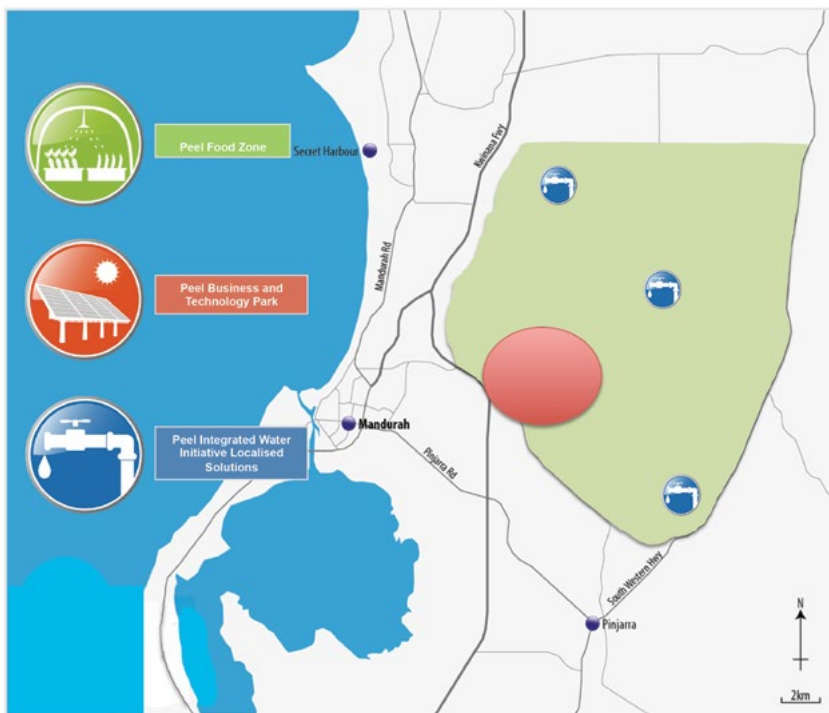 Peel Food Zone
Secret Harbour
Kwinana Fwy
Mandurah Rd
Peel Business and
Technology Park
Mandurah
Peel Integrated Water
Initiative Localised
Solutions
Pinjarra Rd
South Western Hwy
Pinjarra
N
2km